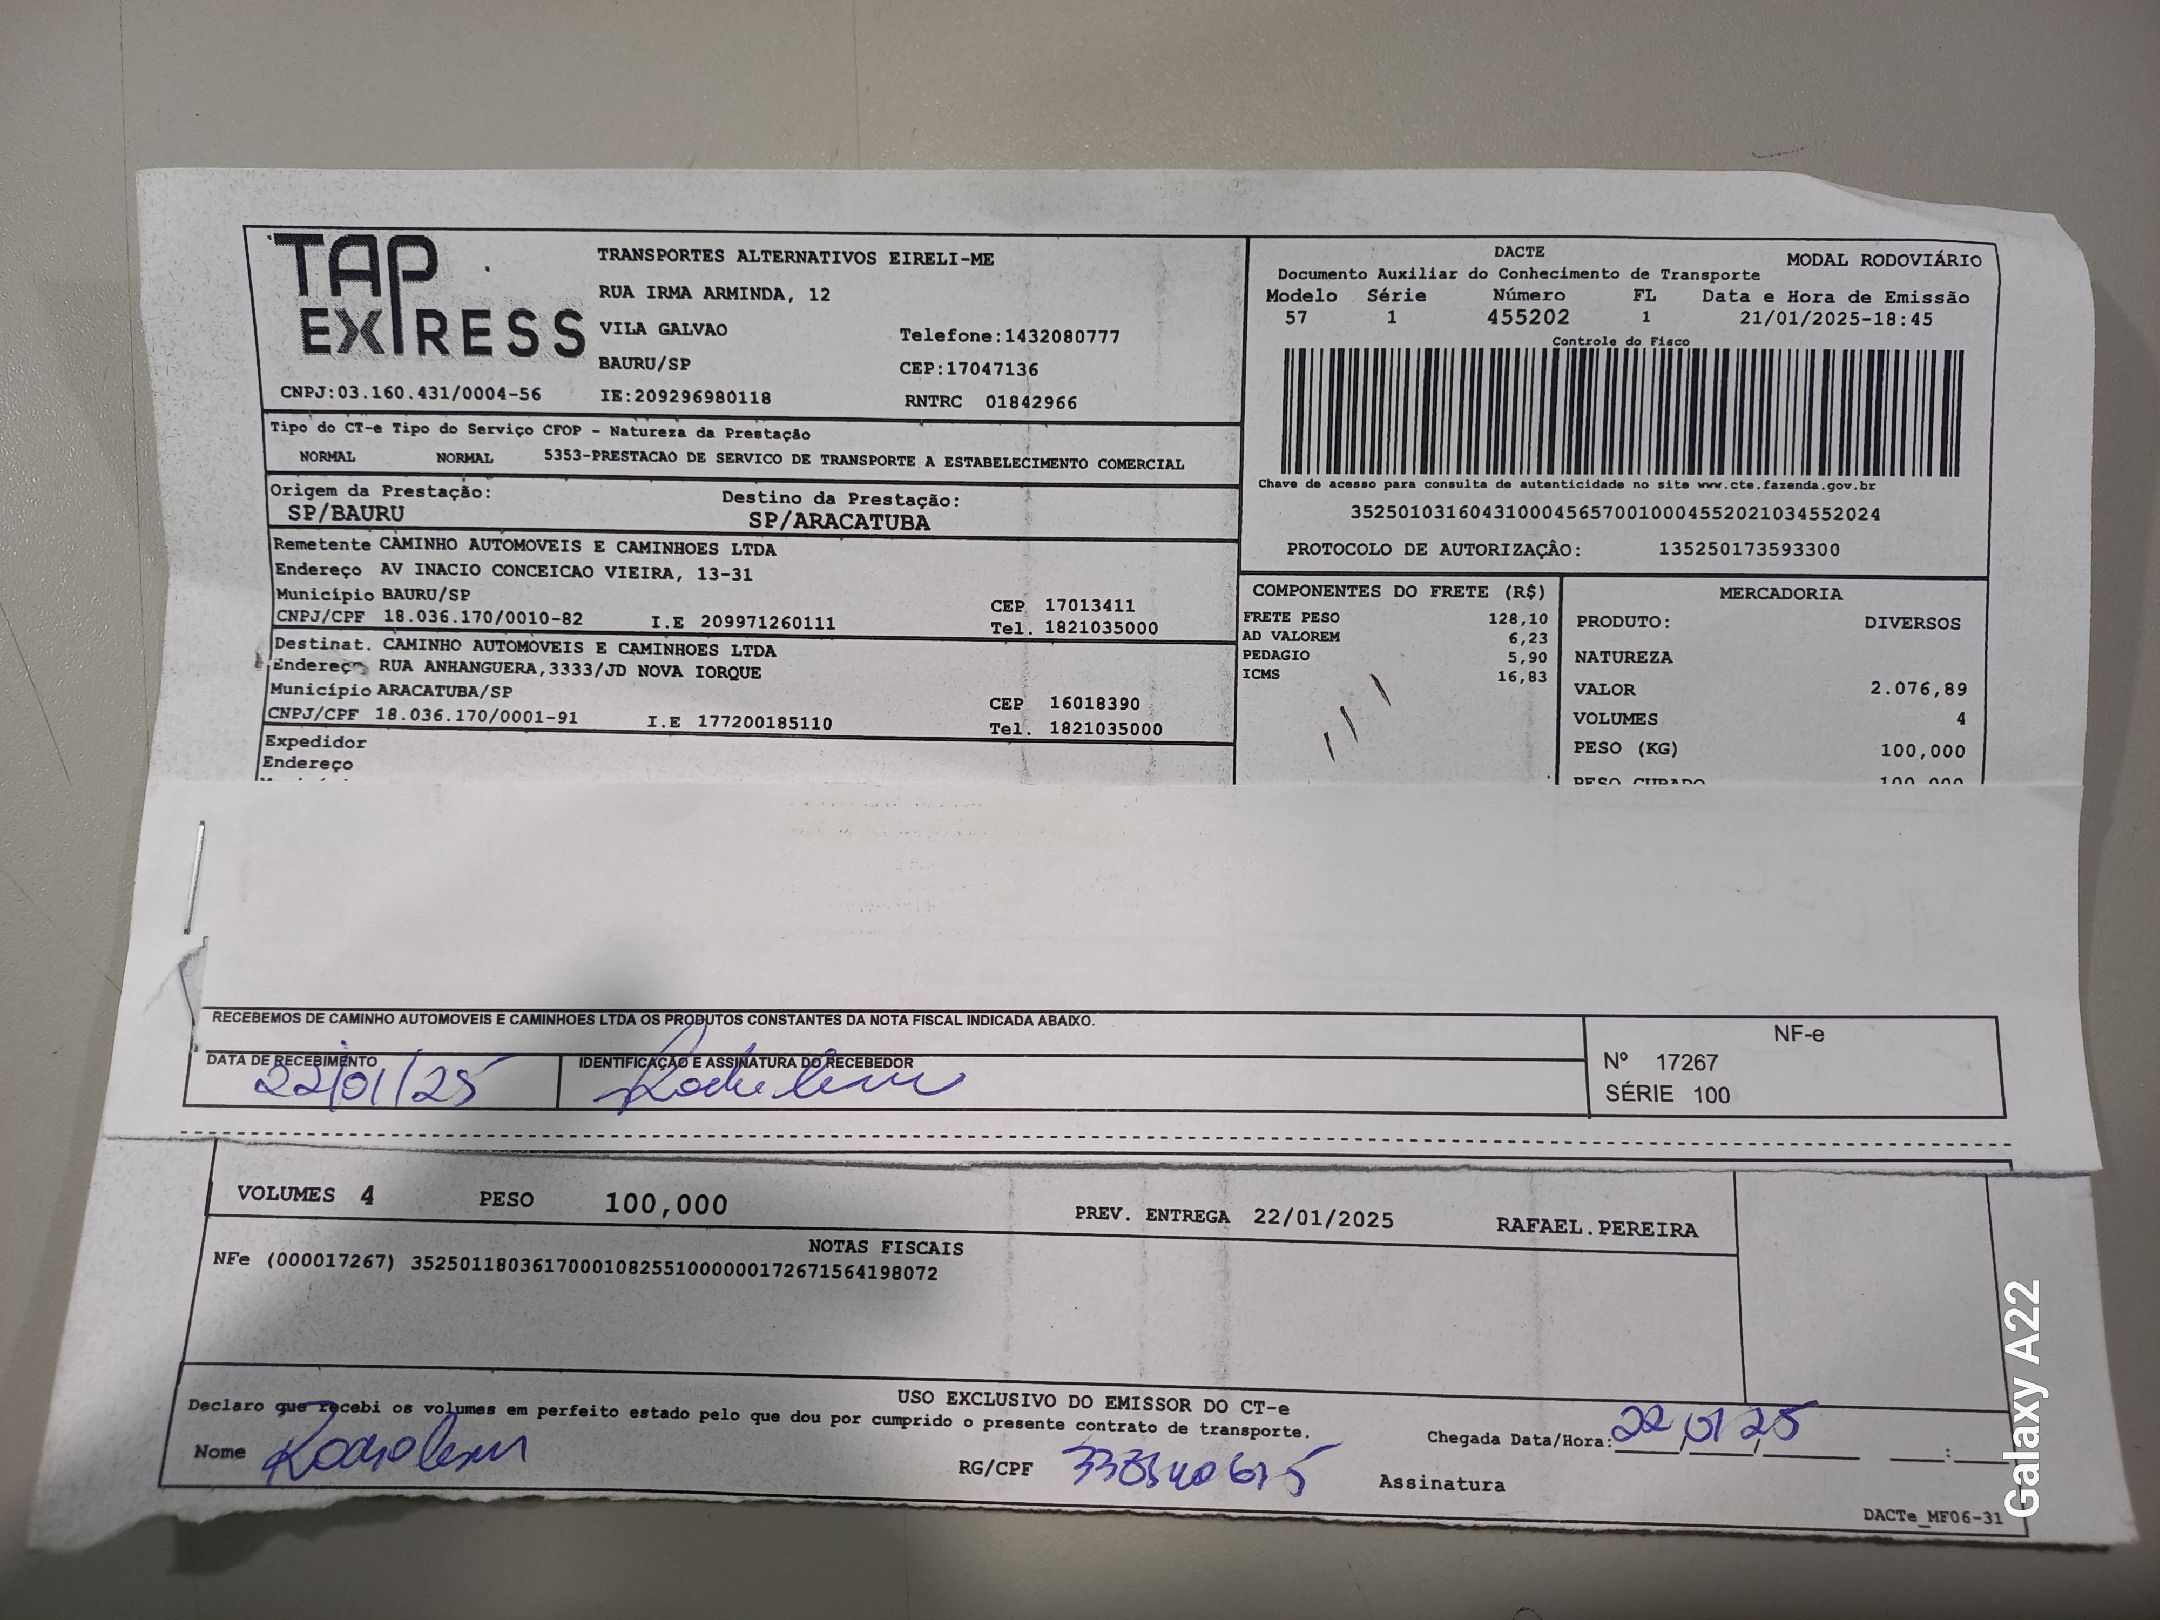 TAP EXPRESS
TRANSPORTES ALTERNATIVOS EIRELI-ME
RUA IRMA ARMINDA, 12
VILA GALVAO
Telefone:1432080777
BAURU/SP
CEP:17047136
CNPJ:03.160.431/0004-56
IE:209296980118
RNTRC 01842966
DACTE
MODAL RODOVIÁRIO
Documento Auxiliar do Conhecimento de Transporte
Modelo Série Número FL Data e Hora de Emissão
57 1 455202 1 21/01/2025-18:45
Controle do Fisco
Chave de acesso para consulta de autenticidade no site www.cte.fazenda.gov.br
35250103160431000456570010004552021034552024
PROTOCOLO DE AUTORIZAÇÂO: 135250173593300
Tipo do CT-e Tipo do Serviço CFOP - Natureza da Prestação
NORMAL NORMAL 5353-PRESTACAO DE SERVICO DE TRANSPORTE A ESTABELECIMENTO COMERCIAL
Origem da Prestação: Destino da Prestação:
SP/BAURU SP/ARACATUBA
Remetente CAMINHO AUTOMOVEIS E CAMINHOES LTDA
Endereço AV INACIO CONCEICAO VIEIRA, 13-31
Município BAURU/SP CEP 17013411
CNPJ/CPF 18.036.170/0010-82 I.E 209971260111 Tel. 1821035000
Destinat. CAMINHO AUTOMOVEIS E CAMINHOES LTDA
Endereço RUA ANHANGUERA,3333/JD NOVA IORQUE
Município ARACATUBA/SP CEP 16018390
CNPJ/CPF 18.036.170/0001-91 I.E 177200185110 Tel. 1821035000
Expedidor
Endereço
COMPONENTES DO FRETE (R$)
FRETE PESO 128,10
AD VALOREM 6,23
PEDAGIO 5,90
ICMS 16,83
MERCADORIA
PRODUTO: DIVERSOS
NATUREZA
VALOR 2.076,89
VOLUMES 4
PESO (KG) 100,000
PESO CUBADO 100,000
RECEBEMOS DE CAMINHO AUTOMOVEIS E CAMINHOES LTDA OS PRODUTOS CONSTANTES DA NOTA FISCAL INDICADA ABAIXO.
DATA DE RECEBIMENTO
22/01/25
IDENTIFICAÇÃO E ASSINATURA DO RECEBEDOR
NF-e
Nº 17267
SÉRIE 100
VOLUMES 4 PESO 100,000 PREV. ENTREGA 22/01/2025 RAFAEL.PEREIRA
NOTAS FISCAIS
NFe (000017267) 35250118036170001082551000000172671564198072
USO EXCLUSIVO DO EMISSOR DO CT-e
Declaro que recebi os volumes em perfeito estado pelo que dou por cumprido o presente contrato de transporte.
Chegada Data/Hora: 22/01/25
Nome
RG/CPF
Assinatura
DACTe_MF06-31
Galaxy A22